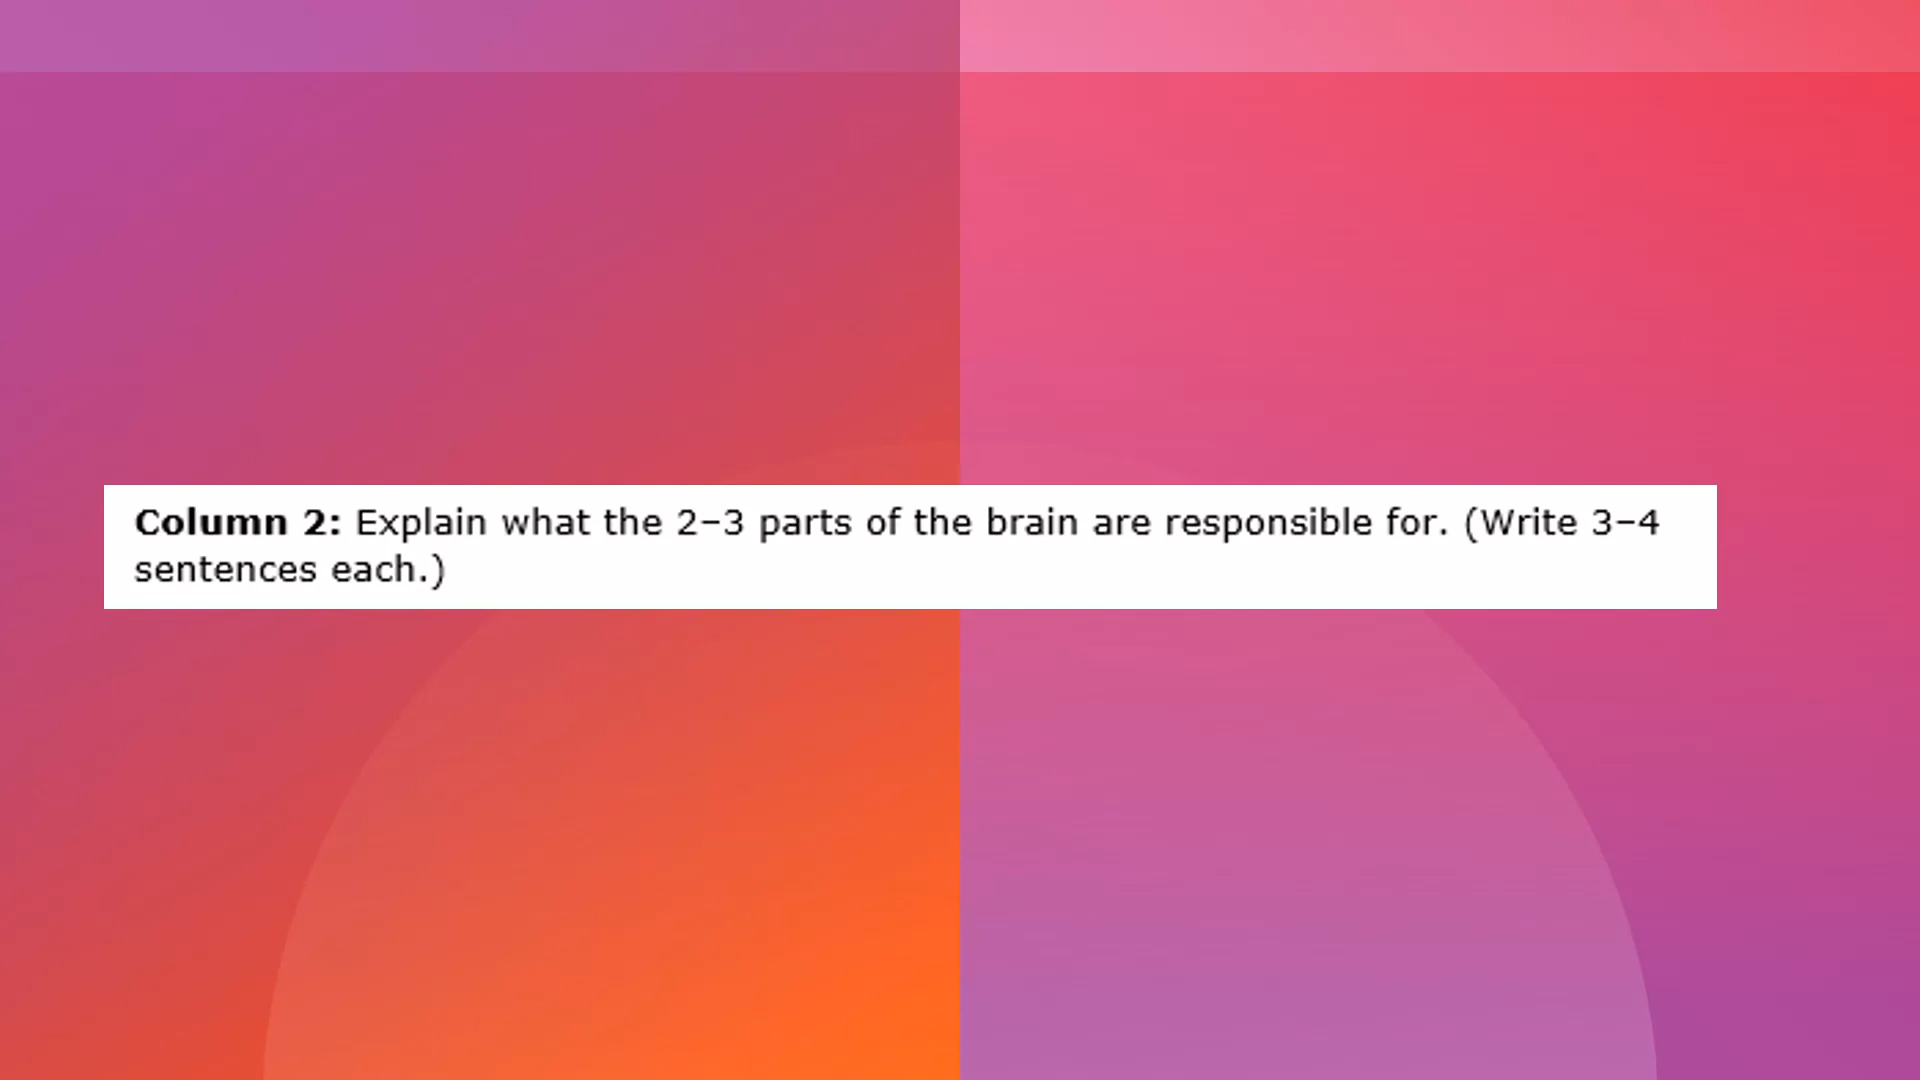 Column 2: Explain what the 2–3 parts of the brain are responsible for. (Write 3–4
sentences each.)